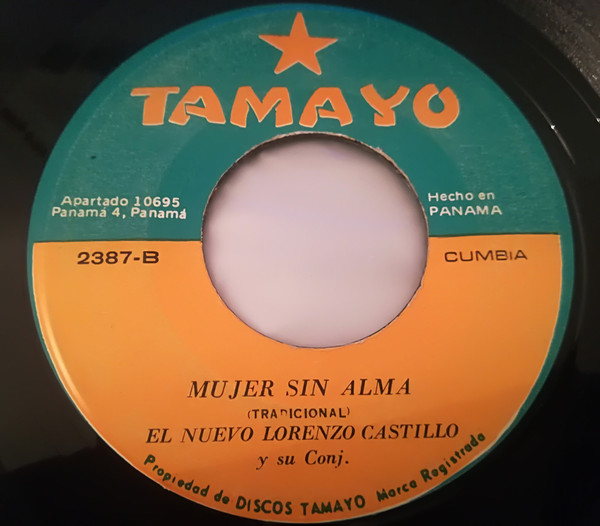 TAMAYO
Apartado 10695
Panamá 4, Panamá
Hecho en
PANAMA
2387-B
CUMBIA
MUJER SIN ALMA
(TRADICIONAL)
EL NUEVO LORENZO CASTILLO
y su Conj.
Propiedad de DISCOS TAMAYO Marca Registrada